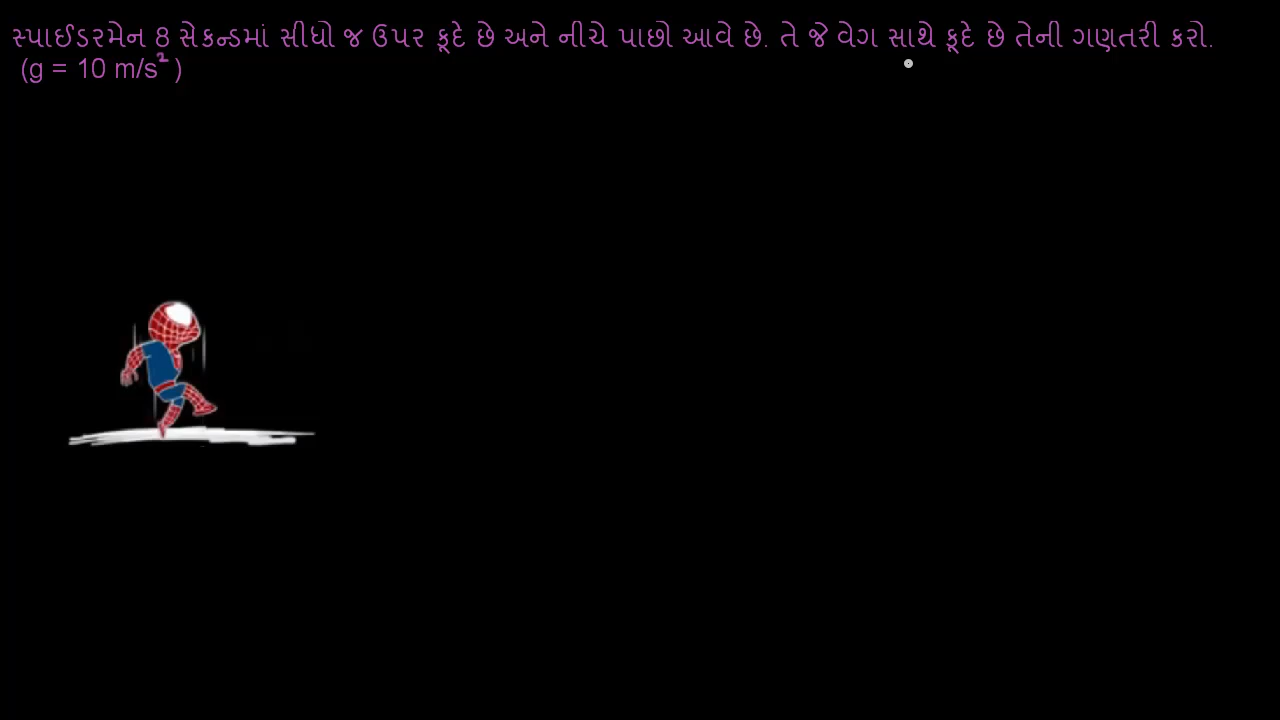 સ્પાઈડરમેન 8 સેકન્ડમાં સીધો જ ઉપર કૂદે છે અને નીચે પાછો આવે છે. તે જે વેગ સાથે કૂદે છે તેની ગણતરી કરો.
(g = 10 m/s² )